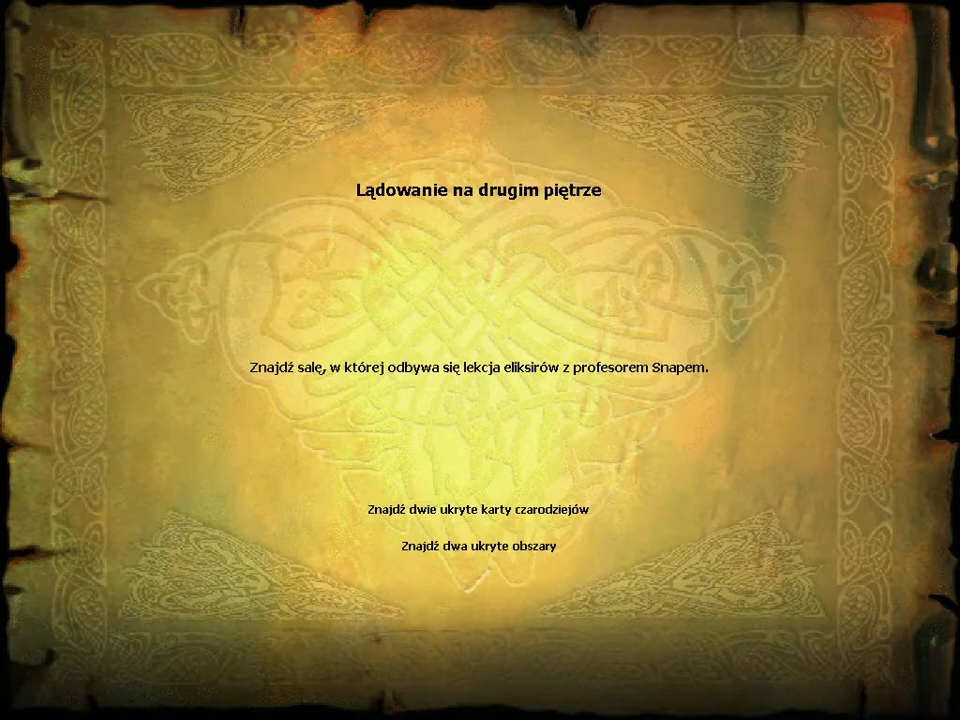 Lądowanie na drugim piętrze
Znajdź salę, w której odbywa się lekcja eliksirów z profesorem Snapem.
Znajdź dwie ukryte karty czarodziejów
Znajdź dwa ukryte obszary